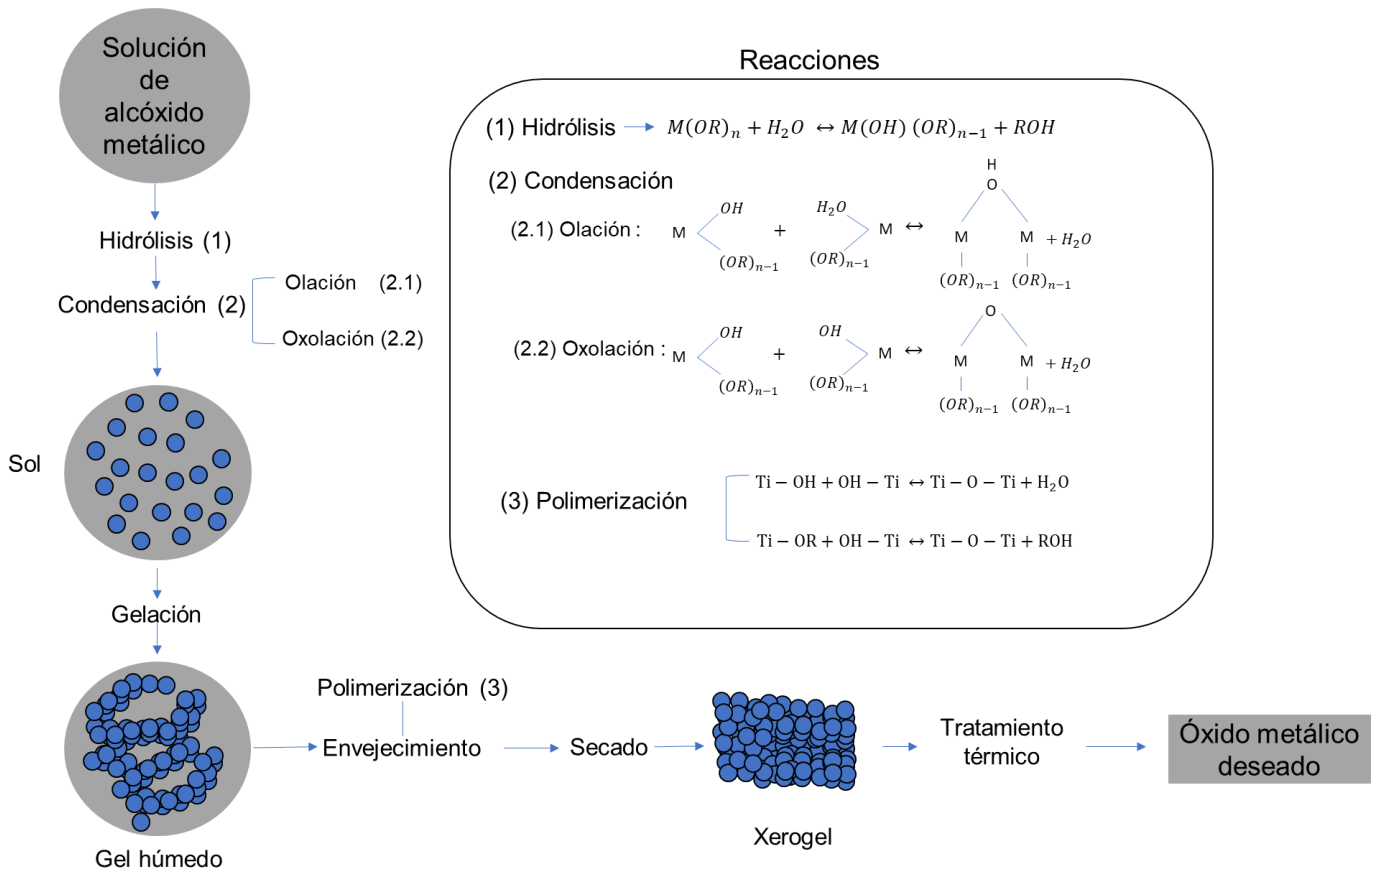 Solución
de
alcóxido
metálico
Hidrólisis (1)
Condensación (2)
Olación (2.1)
Oxolación (2.2)
Sol
Gelación
Gel húmedo
Polimerización (3)
Envejecimiento
Secado
Xerogel
Tratamiento
térmico
Óxido metálico
deseado
Reacciones
(1) Hidrólisis M(OR)ₙ + H₂O ↔ M(OH) (OR)ₙ₋₁ + ROH
(2) Condensación
H
O
OH H₂O
(2.1) Olación : M + M ↔ M M + H₂O
(OR)ₙ₋₁ (OR)ₙ₋₁ (OR)ₙ₋₁ (OR)ₙ₋₁
O
OH OH
(2.2) Oxolación : M + M ↔ M M + H₂O
(OR)ₙ₋₁ (OR)ₙ₋₁ (OR)ₙ₋₁ (OR)ₙ₋₁
Ti − OH + OH − Ti ↔ Ti − O − Ti + H₂O
(3) Polimerización
Ti − OR + OH − Ti ↔ Ti − O − Ti + ROH